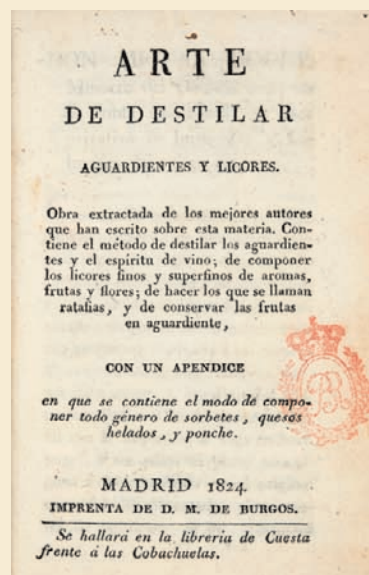 ARTE
DE DESTILAR
AGUARDIENTES Y LICORES.
Obra extractada de los mejores autores
que han escrito sobre esta materia. Con-
tiene el método de destilar los aguardien-
tes y el espíritu de vino; de componer
los licores finos y superfinos de aromas,
frutas y flores; de hacer los que se llaman
ratafias, y de conservar las frutas
en aguardiente,
CON UN APENDICE
en que se contiene el modo de compo-
ner todo género de sorbetes, quesos
helados, y ponche.
MADRID 1824.
IMPRENTA DE D. M. DE BURGOS.
Se hallará en la libreria de Cuesta
frente á las Cobachuelas.